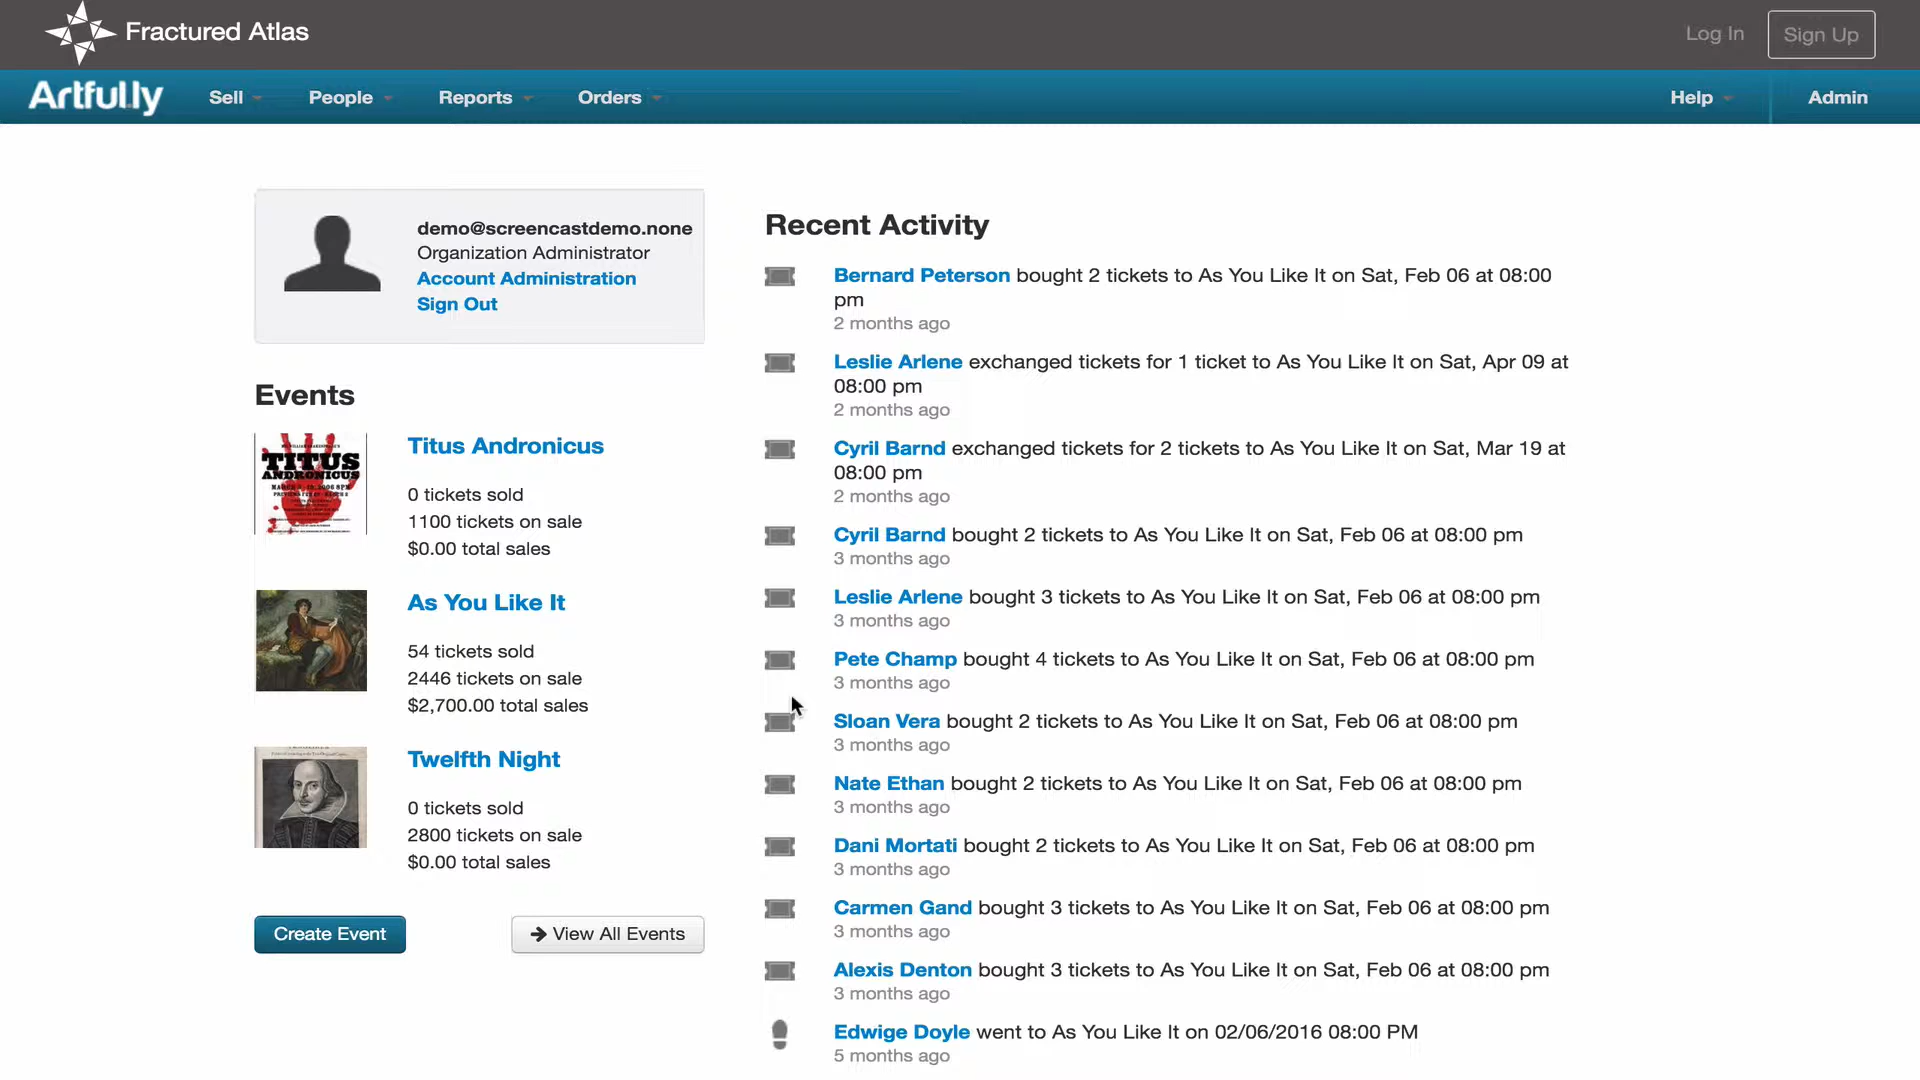 Fractured Atlas
Log In
Sign Up
Artful.ly
Sell
People
Reports
Orders
Help
Admin
demo@screencastdemo.none
Organization Administrator
Account Administration
Sign Out
Events
TITUS
ANDRONICUS
Titus Andronicus
0 tickets sold
1100 tickets on sale
$0.00 total sales
As You Like It
54 tickets sold
2446 tickets on sale
$2,700.00 total sales
Twelfth Night
0 tickets sold
2800 tickets on sale
$0.00 total sales
Create Event
View All Events
Recent Activity
Bernard Peterson bought 2 tickets to As You Like It on Sat, Feb 06 at 08:00
pm
2 months ago
Leslie Arlene exchanged tickets for 1 ticket to As You Like It on Sat, Apr 09 at
08:00 pm
2 months ago
Cyril Barnd exchanged tickets for 2 tickets to As You Like It on Sat, Mar 19 at
08:00 pm
2 months ago
Cyril Barnd bought 2 tickets to As You Like It on Sat, Feb 06 at 08:00 pm
3 months ago
Leslie Arlene bought 3 tickets to As You Like It on Sat, Feb 06 at 08:00 pm
3 months ago
Pete Champ bought 4 tickets to As You Like It on Sat, Feb 06 at 08:00 pm
3 months ago
Sloan Vera bought 2 tickets to As You Like It on Sat, Feb 06 at 08:00 pm
3 months ago
Nate Ethan bought 2 tickets to As You Like It on Sat, Feb 06 at 08:00 pm
3 months ago
Dani Mortati bought 2 tickets to As You Like It on Sat, Feb 06 at 08:00 pm
3 months ago
Carmen Gand bought 3 tickets to As You Like It on Sat, Feb 06 at 08:00 pm
3 months ago
Alexis Denton bought 3 tickets to As You Like It on Sat, Feb 06 at 08:00 pm
3 months ago
Edwige Doyle went to As You Like It on 02/06/2016 08:00 PM
5 months ago